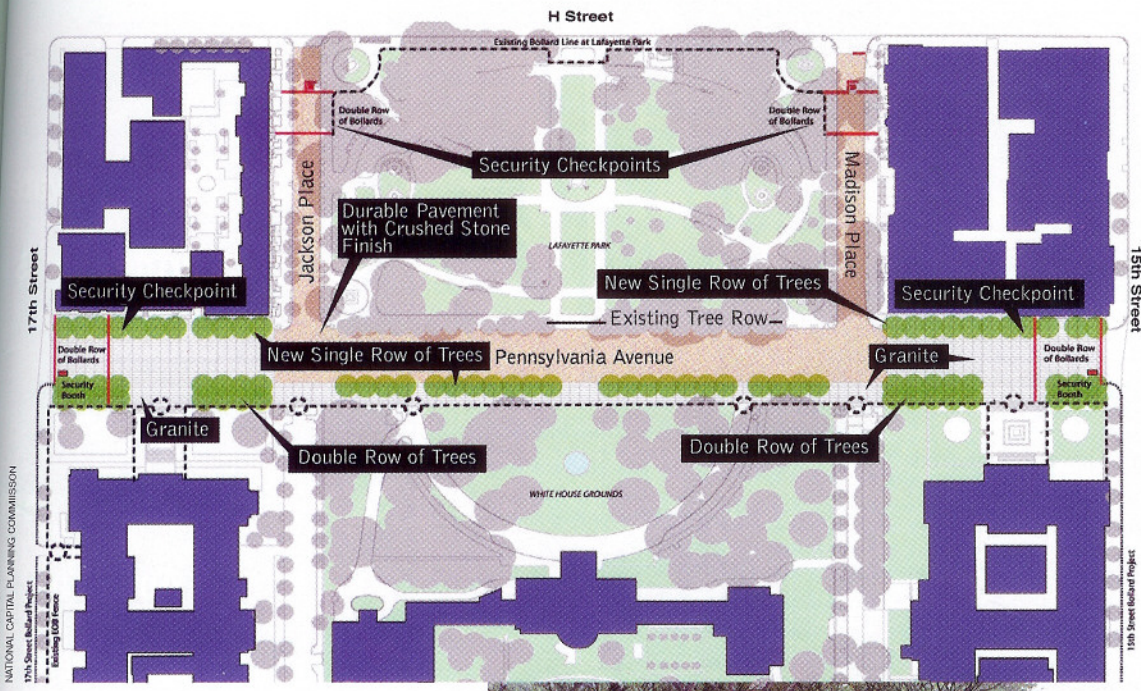 H Street
Existing Bollard Line at Lafayette Park
Double Row
of Bollards
Double Row
of Bollards
Security Checkpoints
Jackson Place
Madison Place
Durable Pavement
with Crushed Stone
Finish
LAFAYETTE PARK
17th Street
15th Street
Security Checkpoint
New Single Row of Trees
Security Checkpoint
Existing Tree Row
Double Row
of Bollards
New Single Row of Trees
Pennsylvania Avenue
Granite
Double Row
of Bollards
Security
Booth
Security
Booth
Granite
Double Row of Trees
Double Row of Trees
WHITE HOUSE GROUNDS
NATIONAL CAPITAL PLANNING COMMIISSON
17th Street Bollard Project
Existing EOB Fence
15th Street Bollard Project